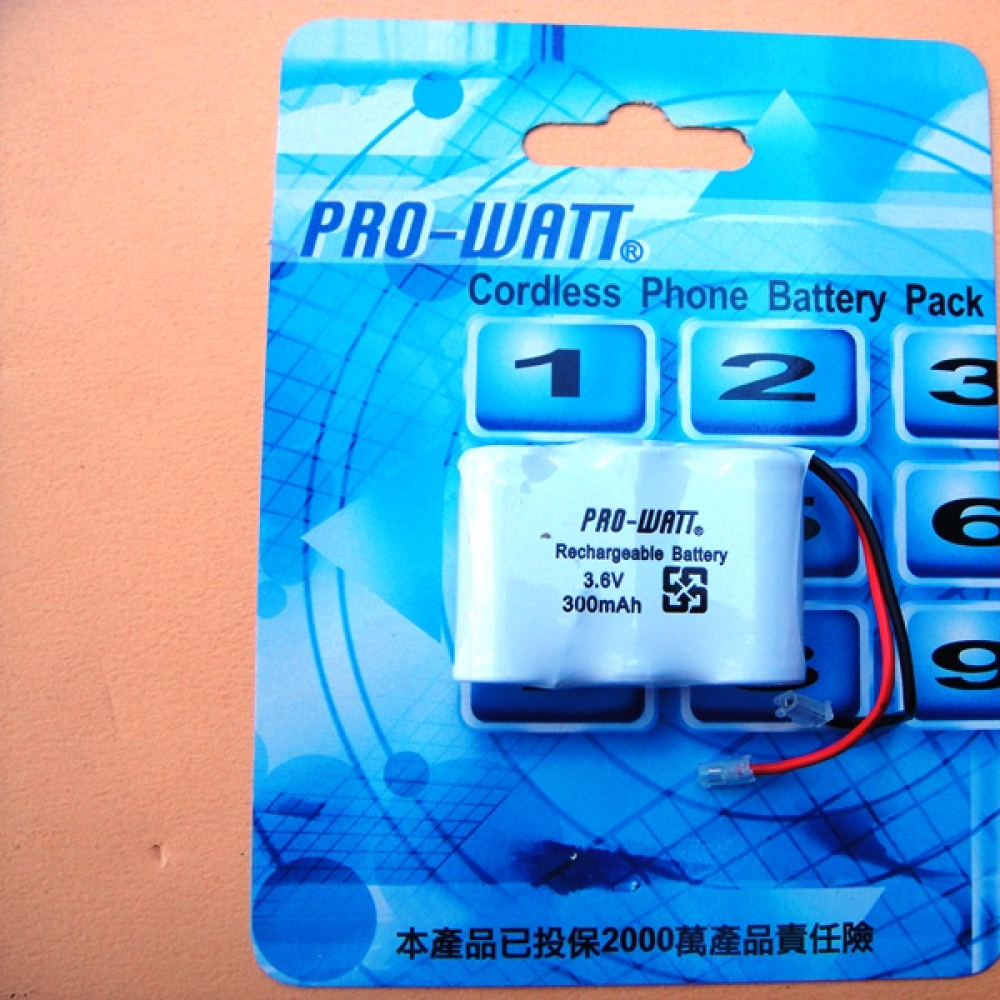 PRO-WATT®
Cordless Phone Battery Pack
1 2 3
PRO-WATT®
Rechargeable Battery
3.6V
300mAh
6
9
本產品已投保2000萬產品責任險